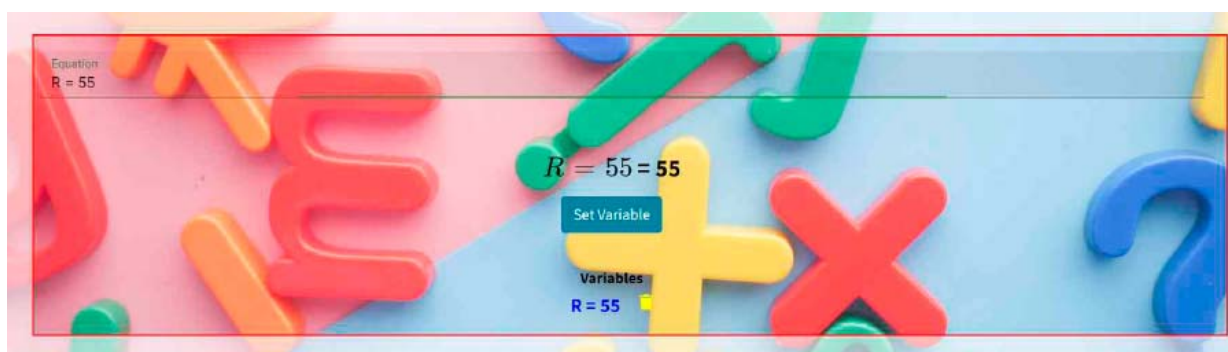 Equation
R = 55
R = 55 = 55
Set Variable
Variables
R = 55